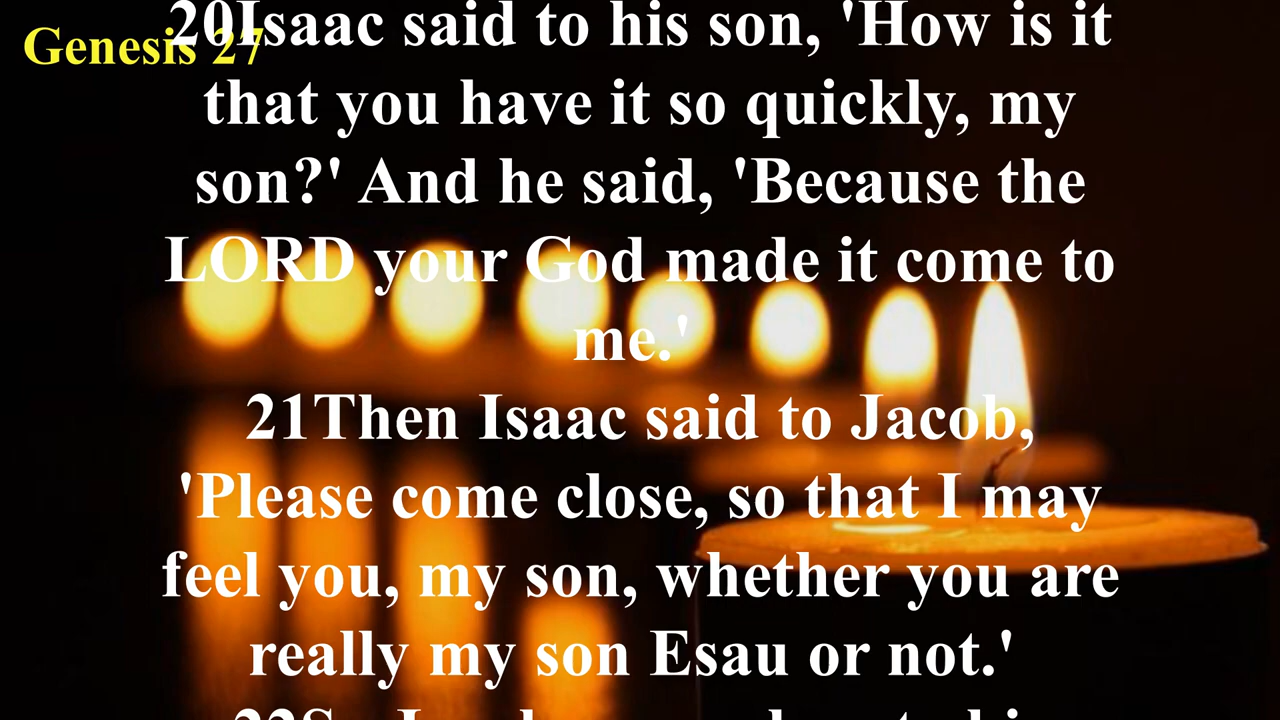 Genesis 27
20Isaac said to his son, 'How is it
that you have it so quickly, my
son?' And he said, 'Because the
LORD your God made it come to
me.'
21Then Isaac said to Jacob,
'Please come close, so that I may
feel you, my son, whether you are
really my son Esau or not.'